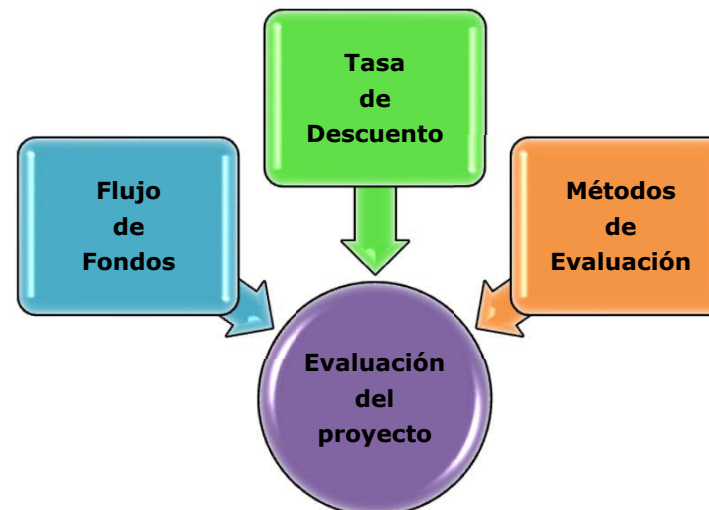 Tasa
de
Descuento
Flujo
de
Fondos
Métodos
de
Evaluación
Evaluación
del
proyecto